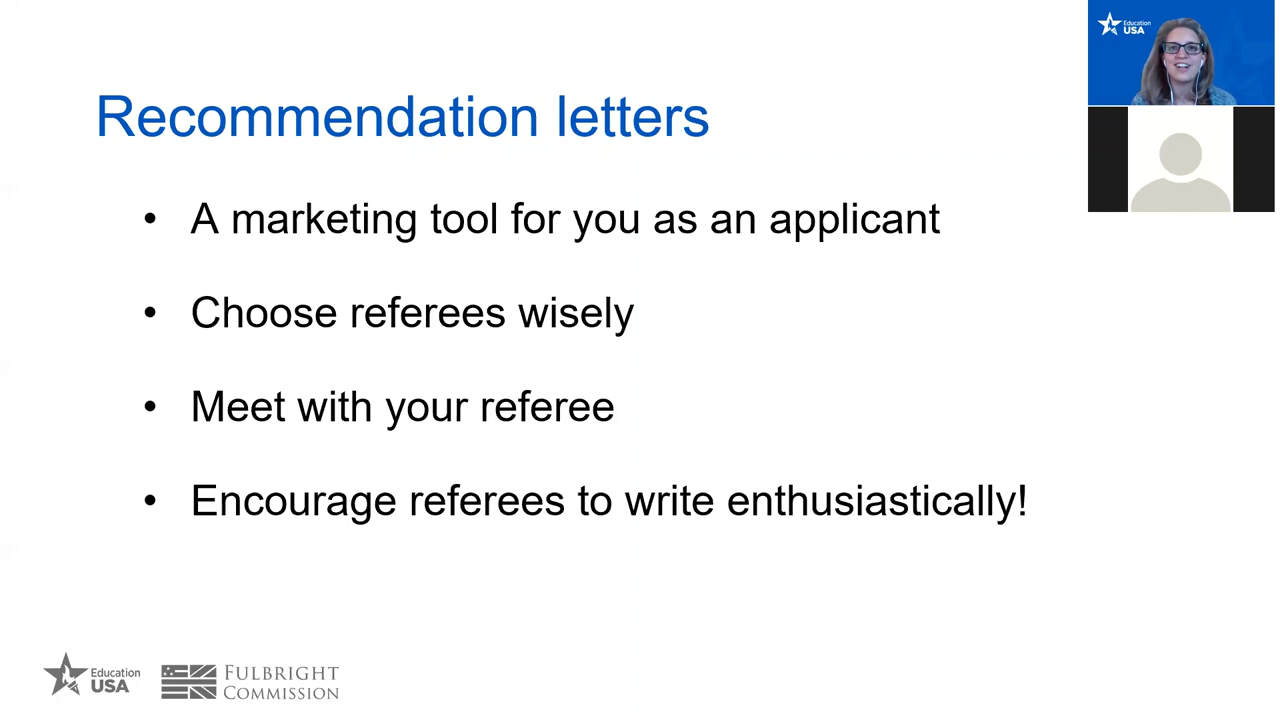 Education
USA
Recommendation letters
• A marketing tool for you as an applicant
• Choose referees wisely
• Meet with your referee
• Encourage referees to write enthusiastically!
Education
USA
FULBRIGHT
COMMISSION